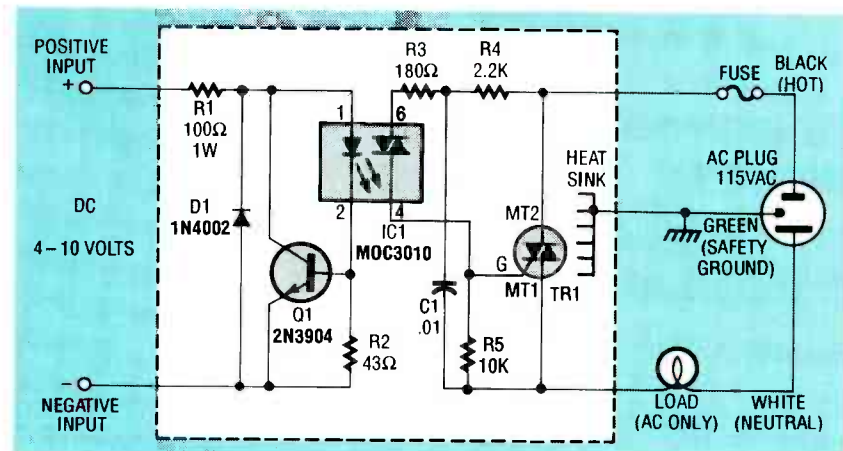 POSITIVE
INPUT
+
R1
100Ω
1W
D1
1N4002
DC
4–10 VOLTS
–
NEGATIVE
INPUT
Q1
2N3904
R2
43Ω
1
6
2
4
IC1
MOC3010
R3
180Ω
R4
2.2K
C1
.01
R5
10K
MT2
G
MT1
TR1
HEAT
SINK
FUSE
BLACK
(HOT)
AC PLUG
115VAC
GREEN
(SAFETY
GROUND)
LOAD
(AC ONLY)
WHITE
(NEUTRAL)